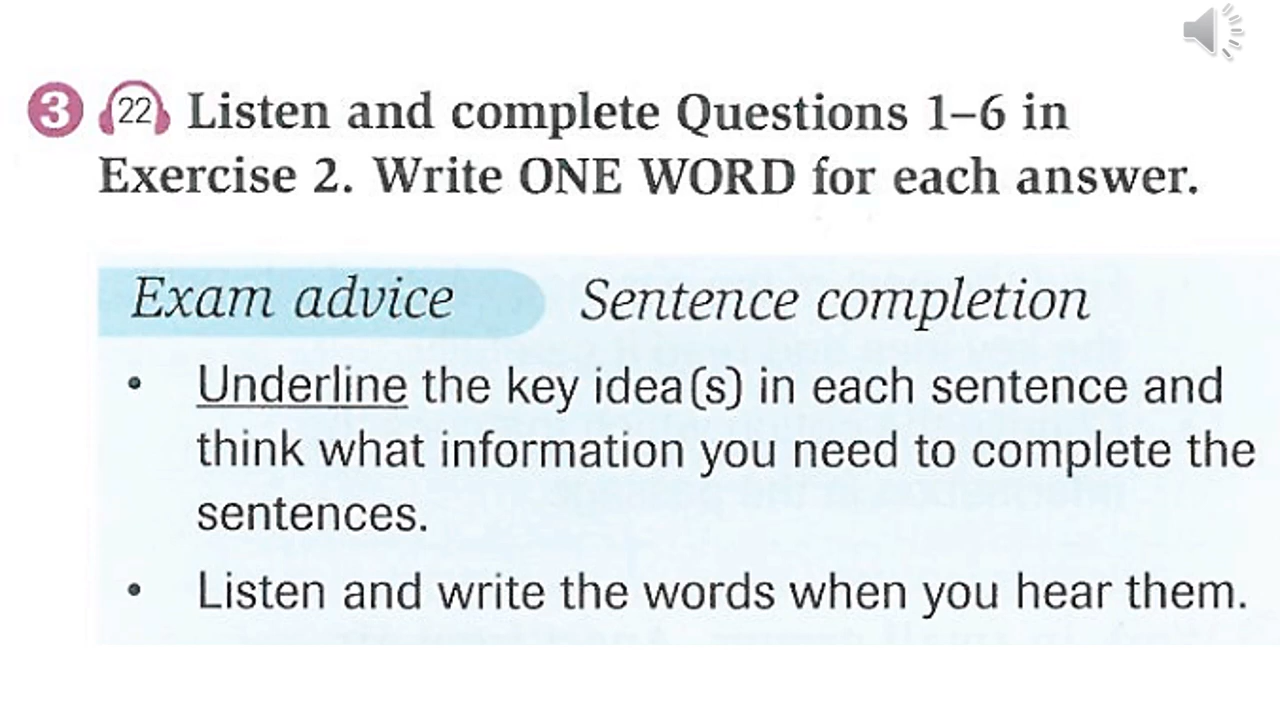 3 22 Listen and complete Questions 1–6 in
Exercise 2. Write ONE WORD for each answer.
Exam advice Sentence completion
• Underline the key idea(s) in each sentence and
think what information you need to complete the
sentences.
• Listen and write the words when you hear them.